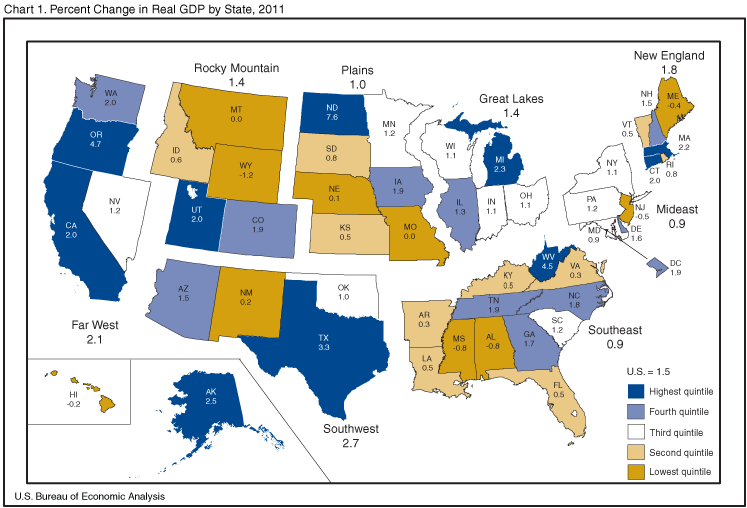 Chart 1. Percent Change in Real GDP by State, 2011
New England
1.8
Rocky Mountain
1.4
Plains
1.0
Great Lakes
1.4
WA
2.0
OR
4.7
ID
0.6
MT
0.0
WY
-1.2
ND
7.6
SD
0.8
NE
0.1
KS
0.5
MN
1.2
IA
1.9
MO
0.0
WI
1.1
MI
2.3
IL
1.3
IN
1.1
OH
1.1
NH
1.5
VT
0.5
ME
-0.4
MA
2.2
RI
0.8
CT
2.0
NY
1.1
PA
1.2
NJ
-0.5
DE
1.6
MD
0.9
DC
1.9
Mideast
0.9
CA
2.0
NV
1.2
UT
2.0
CO
1.9
AZ
1.5
NM
0.2
OK
1.0
TX
3.3
WV
4.5
VA
0.3
KY
0.5
TN
1.9
NC
1.8
SC
1.2
GA
1.7
AR
0.3
LA
0.5
MS
-0.8
AL
-0.8
FL
0.5
Southeast
0.9
Far West
2.1
HI
-0.2
AK
2.5
Southwest
2.7
U.S. = 1.5
Highest quintile
Fourth quintile
Third quintile
Second quintile
Lowest quintile
U.S. Bureau of Economic Analysis